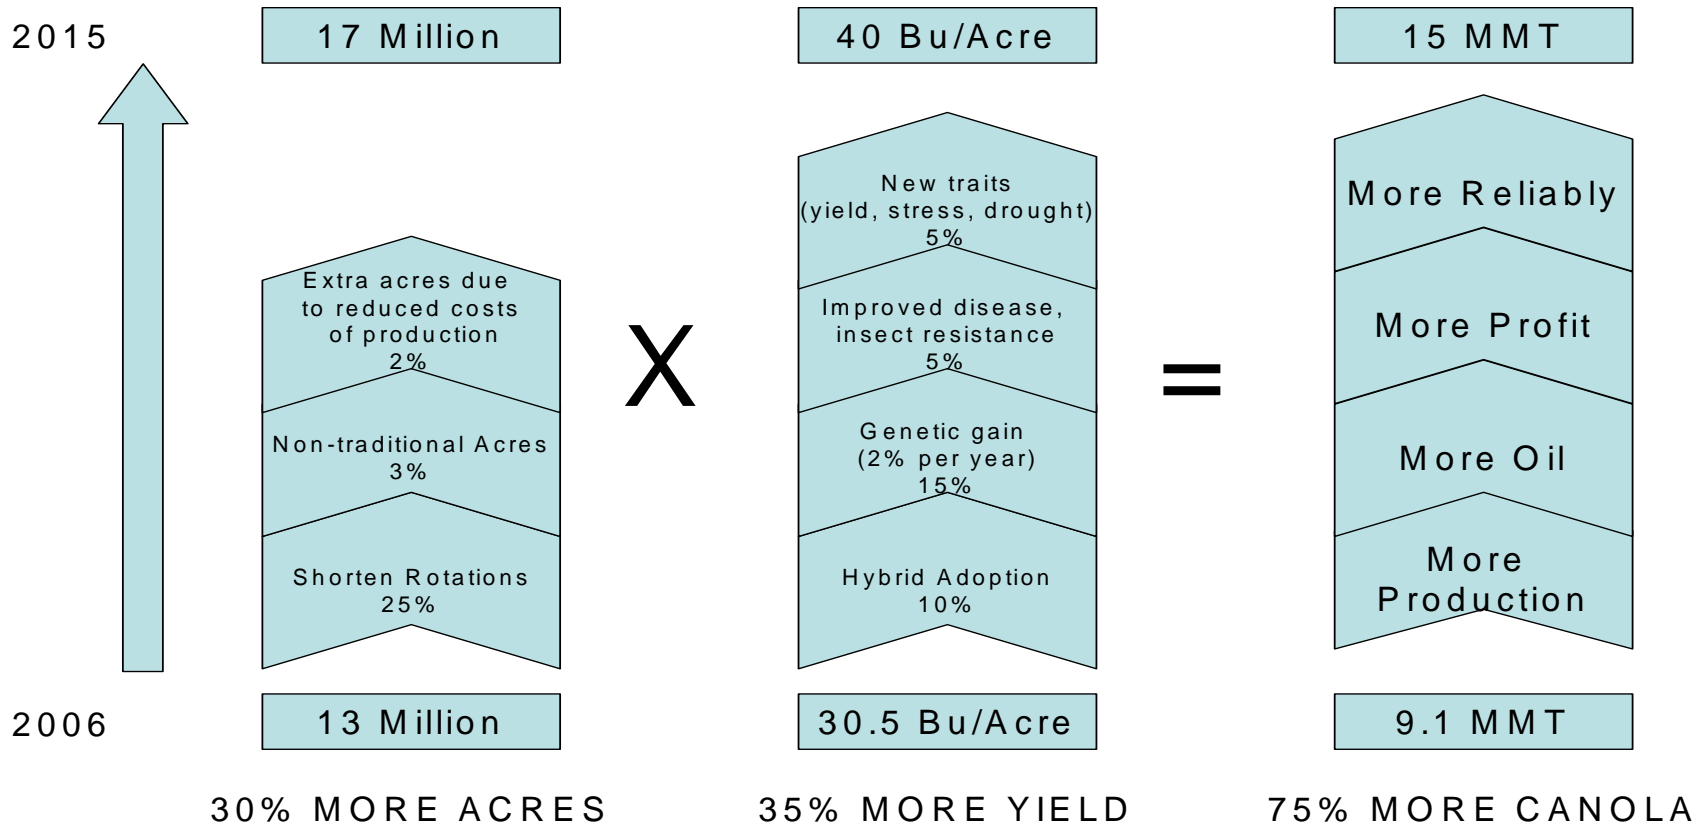 2015
17 Million
40 Bu/Acre
15 MMT
Extra acres due
to reduced costs
of production
2%
Non-traditional Acres
3%
Shorten Rotations
25%
X
New traits
(yield, stress, drought)
5%
Improved disease,
insect resistance
5%
Genetic gain
(2% per year)
15%
Hybrid Adoption
10%
=
More Reliably
More Profit
More Oil
More
Production
2006
13 Million
30.5 Bu/Acre
9.1 MMT
30% MORE ACRES
35% MORE YIELD
75% MORE CANOLA